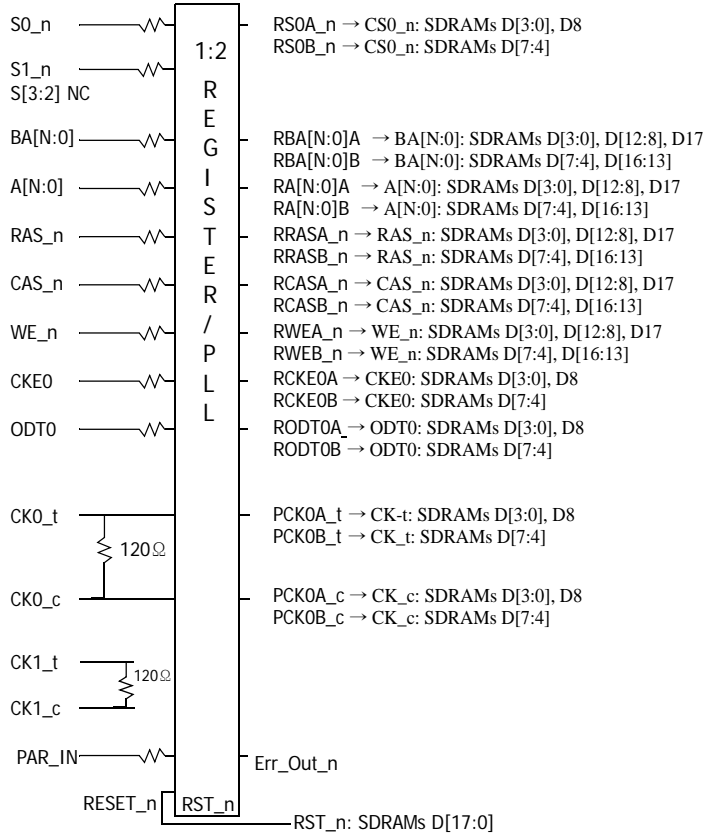 S0_n
RS0A_n → CS0_n: SDRAMs D[3:0], D8
1:2
RS0B_n → CS0_n: SDRAMs D[7:4]
S1_n
S[3:2] NC
REGISTER/PLL
BA[N:0]
RBA[N:0]A → BA[N:0]: SDRAMs D[3:0], D[12:8], D17
RBA[N:0]B → BA[N:0]: SDRAMs D[7:4], D[16:13]
A[N:0]
RA[N:0]A → A[N:0]: SDRAMs D[3:0], D[12:8], D17
RA[N:0]B → A[N:0]: SDRAMs D[7:4], D[16:13]
RAS_n
RRASA_n → RAS_n: SDRAMs D[3:0], D[12:8], D17
RRASB_n → RAS_n: SDRAMs D[7:4], D[16:13]
CAS_n
RCASA_n → CAS_n: SDRAMs D[3:0], D[12:8], D17
RCASB_n → CAS_n: SDRAMs D[7:4], D[16:13]
WE_n
RWEA_n → WE_n: SDRAMs D[3:0], D[12:8], D17
RWEB_n → WE_n: SDRAMs D[7:4], D[16:13]
CKE0
RCKE0A → CKE0: SDRAMs D[3:0], D8
RCKE0B → CKE0: SDRAMs D[7:4]
ODT0
RODT0A_ → ODT0: SDRAMs D[3:0], D8
RODT0B → ODT0: SDRAMs D[7:4]
CK0_t
PCK0A_t → CK-t: SDRAMs D[3:0], D8
PCK0B_t → CK_t: SDRAMs D[7:4]
120Ω
CK0_c
PCK0A_c → CK_c: SDRAMs D[3:0], D8
PCK0B_c → CK_c: SDRAMs D[7:4]
CK1_t
120Ω
CK1_c
PAR_IN
Err_Out_n
RESET_n
RST_n
RST_n: SDRAMs D[17:0]